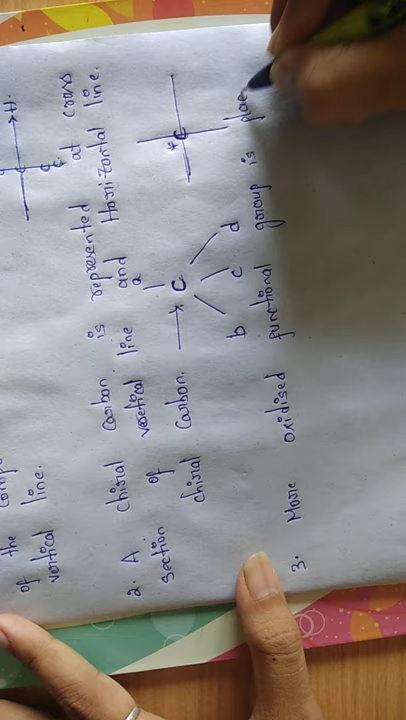 the
of
vertical line.
H.
C
C
2. A chiral carbon is represented at cross
section of vertical line and Horizontal line.
chiral carbon.
a
C
b c d
* C
3. More oxidised functional group is plac